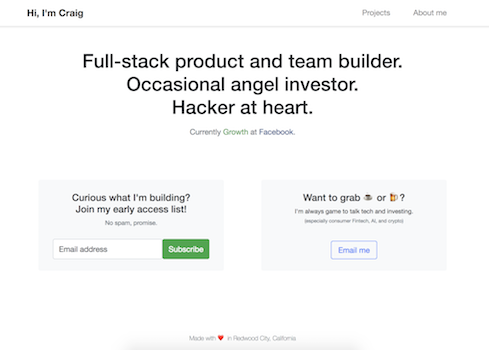 Hi, I'm Craig
Projects
About me
Full-stack product and team builder.
Occasional angel investor.
Hacker at heart.
Currently Growth at Facebook.
Curious what I'm building?
Join my early access list!
No spam, promise.
Email address
Subscribe
Want to grab ☕ or 🍻?
I'm always game to talk tech and investing.
(especially consumer Fintech, AI, and crypto)
Email me
Made with ❤️ in Redwood City, California